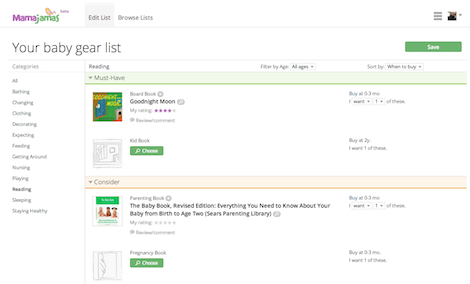 beta
Mamajamas
Edit List
Browse Lists
Your baby gear list
Save
Categories
All
Bathing
Changing
Clothing
Decorating
Expecting
Feeding
Getting Around
Nursing
Playing
Reading
Sleeping
Staying Healthy
Reading
Filter by Age: All ages
Sort by: When to buy
Must-Have
GOODNIGHT MOON
Board Book
Goodnight Moon
My rating:
Review/comment
Buy at 0-3 mo
I want 1 of these.
Kid Book
Choose
Buy at 2y.
I want 1 of these.
Consider
Parenting Book
The Baby Book, Revised Edition: Everything You Need to Know About
Your Baby from Birth to Age Two (Sears Parenting Library)
My rating:
Review/comment
Buy at 0-3 mo
I want 1 of these.
Pregnancy Book
Choose
Buy at 0-3 mo.
I want 1 of these.